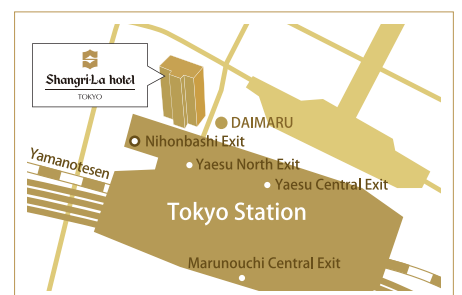 Shangri-La hotel
TOKYO
DAIMARU
Nihonbashi Exit
Yamanotesen
Yaesu North Exit
Yaesu Central Exit
Tokyo Station
Marunouchi Central Exit